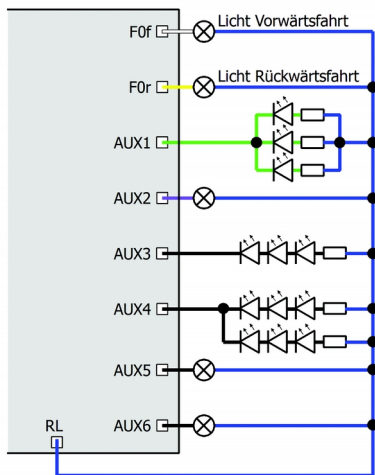 F0f Licht Vorwärtsfahrt
F0r Licht Rückwärtsfahrt
AUX1
AUX2
AUX3
AUX4
AUX5
AUX6
RL